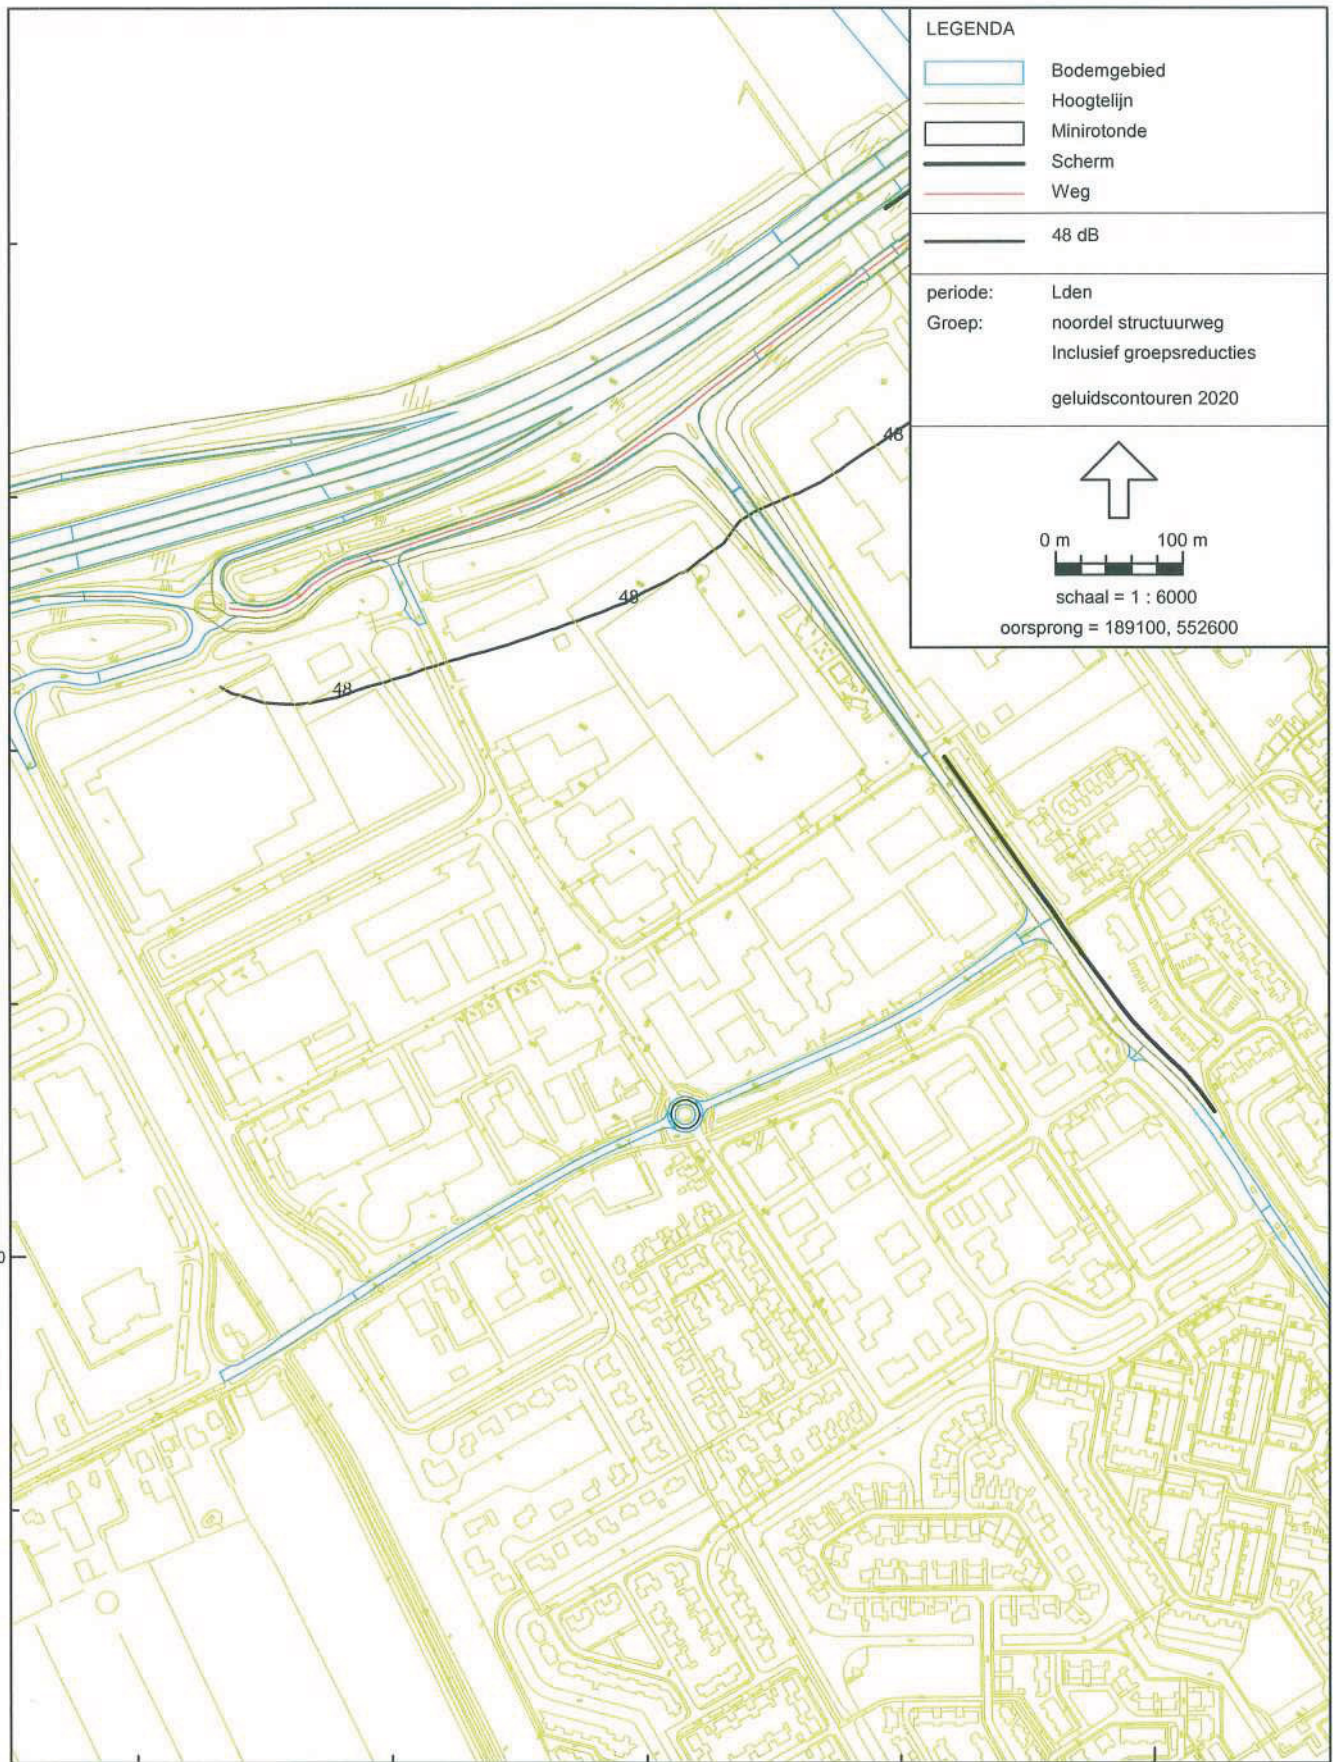 LEGENDA
Bodemgebied
Hoogtelijn
Minirotonde
Scherm
Weg
48 dB
periode: Lden
Groep: noordel structuurweg
Inclusief groepsreducties
geluidscontouren 2020
0 m 100 m
schaal = 1 : 6000
oorsprong = 189100, 552600
48
48
48
0